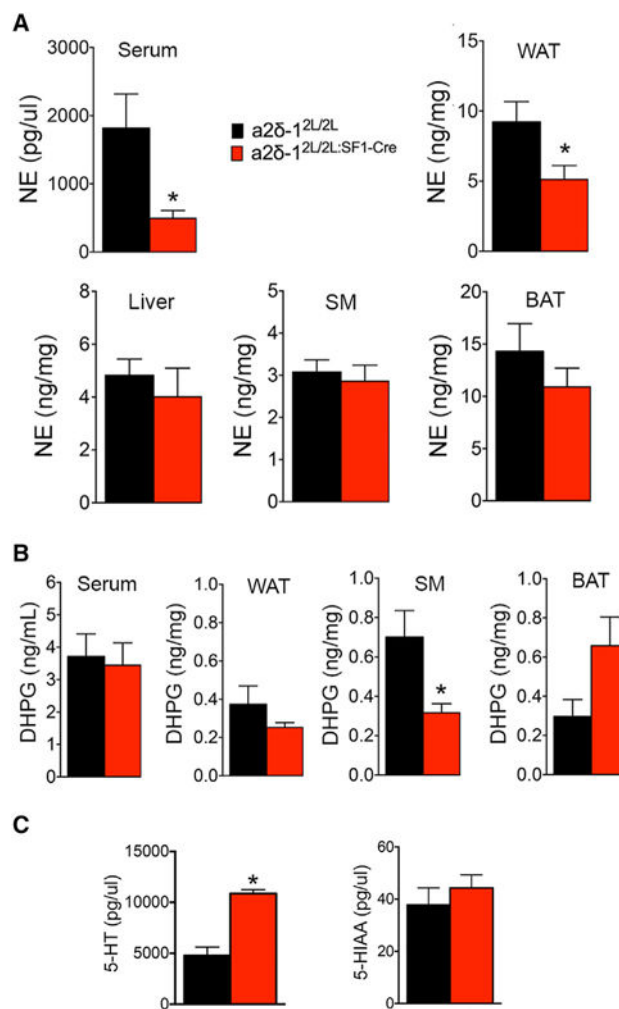 A
Serum
NE (pg/ul)
3000
2000
1000
0
*
a2δ-1²ᴸ/²ᴸ
a2δ-1²ᴸ/²ᴸ:SF1-Cre
WAT
NE (ng/mg)
15
10
5
0
*
Liver
NE (ng/mg)
8
6
4
2
0
SM
NE (ng/mg)
5
4
3
2
1
0
BAT
NE (ng/mg)
20
15
10
5
0
B
Serum
DHPG (ng/mL)
6
5
4
3
2
1
0
WAT
DHPG (ng/mg)
1.0
0.8
0.6
0.4
0.2
0.0
SM
DHPG (ng/mg)
1.0
0.8
0.6
0.4
0.2
0.0
*
BAT
DHPG (ng/mg)
1.0
0.8
0.6
0.4
0.2
0.0
C
5-HT (pg/ul)
15000
10000
5000
0
*
5-HIAA (pg/ul)
60
40
20
0